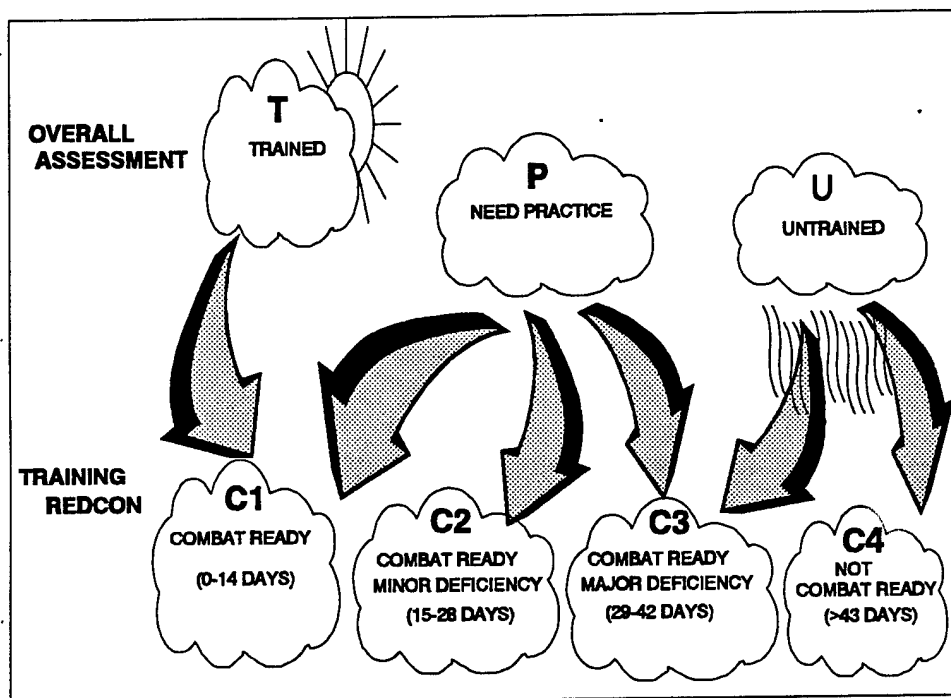 OVERALL
ASSESSMENT
T
TRAINED
P
NEED PRACTICE
U
UNTRAINED
TRAINING
REDCON
C1
COMBAT READY
(0-14 DAYS)
C2
COMBAT READY
MINOR DEFICIENCY
(15-28 DAYS)
C3
COMBAT READY
MAJOR DEFICIENCY
(29-42 DAYS)
C4
NOT
COMBAT READY
(>43 DAYS)